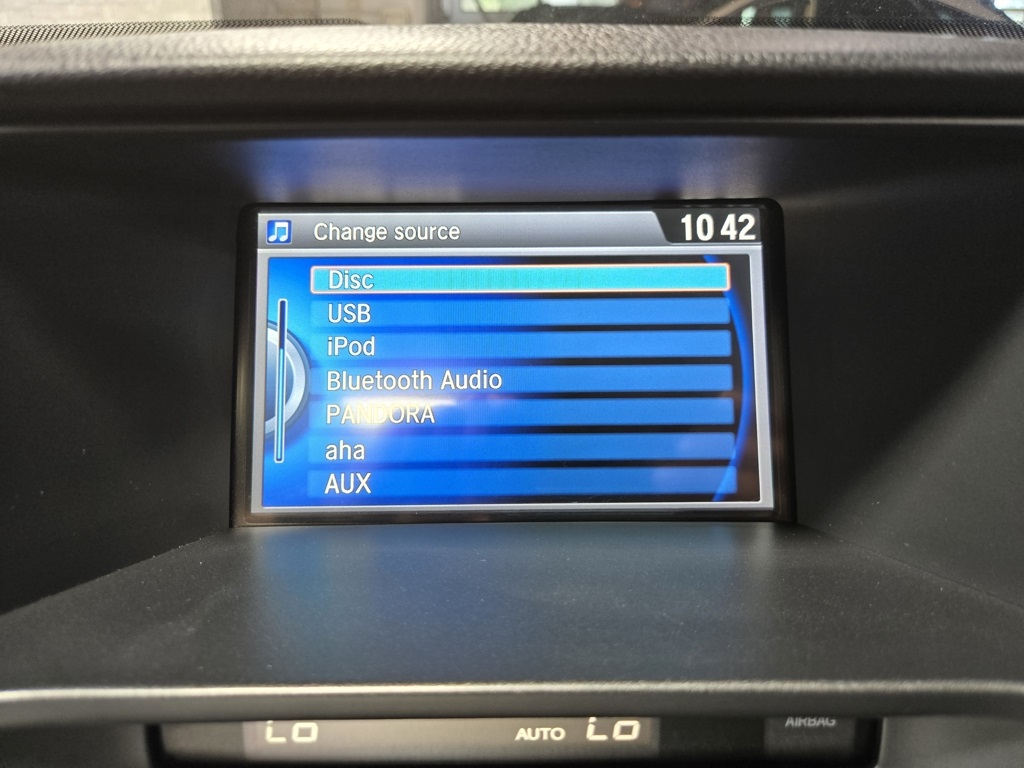 Change source
10 42
Disc
USB
iPod
Bluetooth Audio
PANDORA
aha
AUX
LO AUTO LO AIRBAG